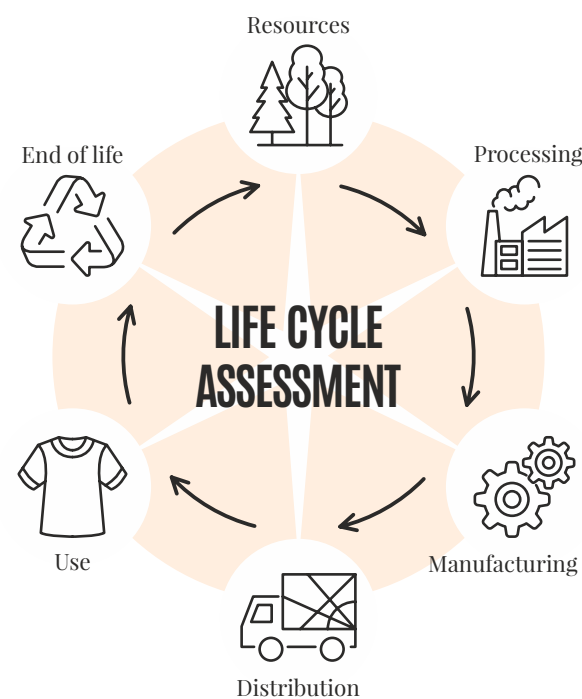 Resources
End of life
Processing
LIFE CYCLE
ASSESSMENT
Use
Manufacturing
Distribution